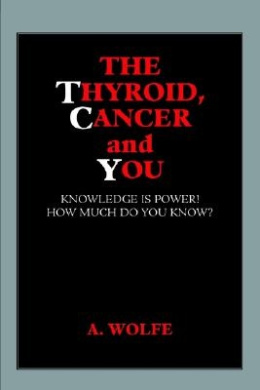 THE
THYROID,
CANCER
and
YOU
KNOWLEDGE IS POWER!
HOW MUCH DO YOU KNOW?
A. WOLFE